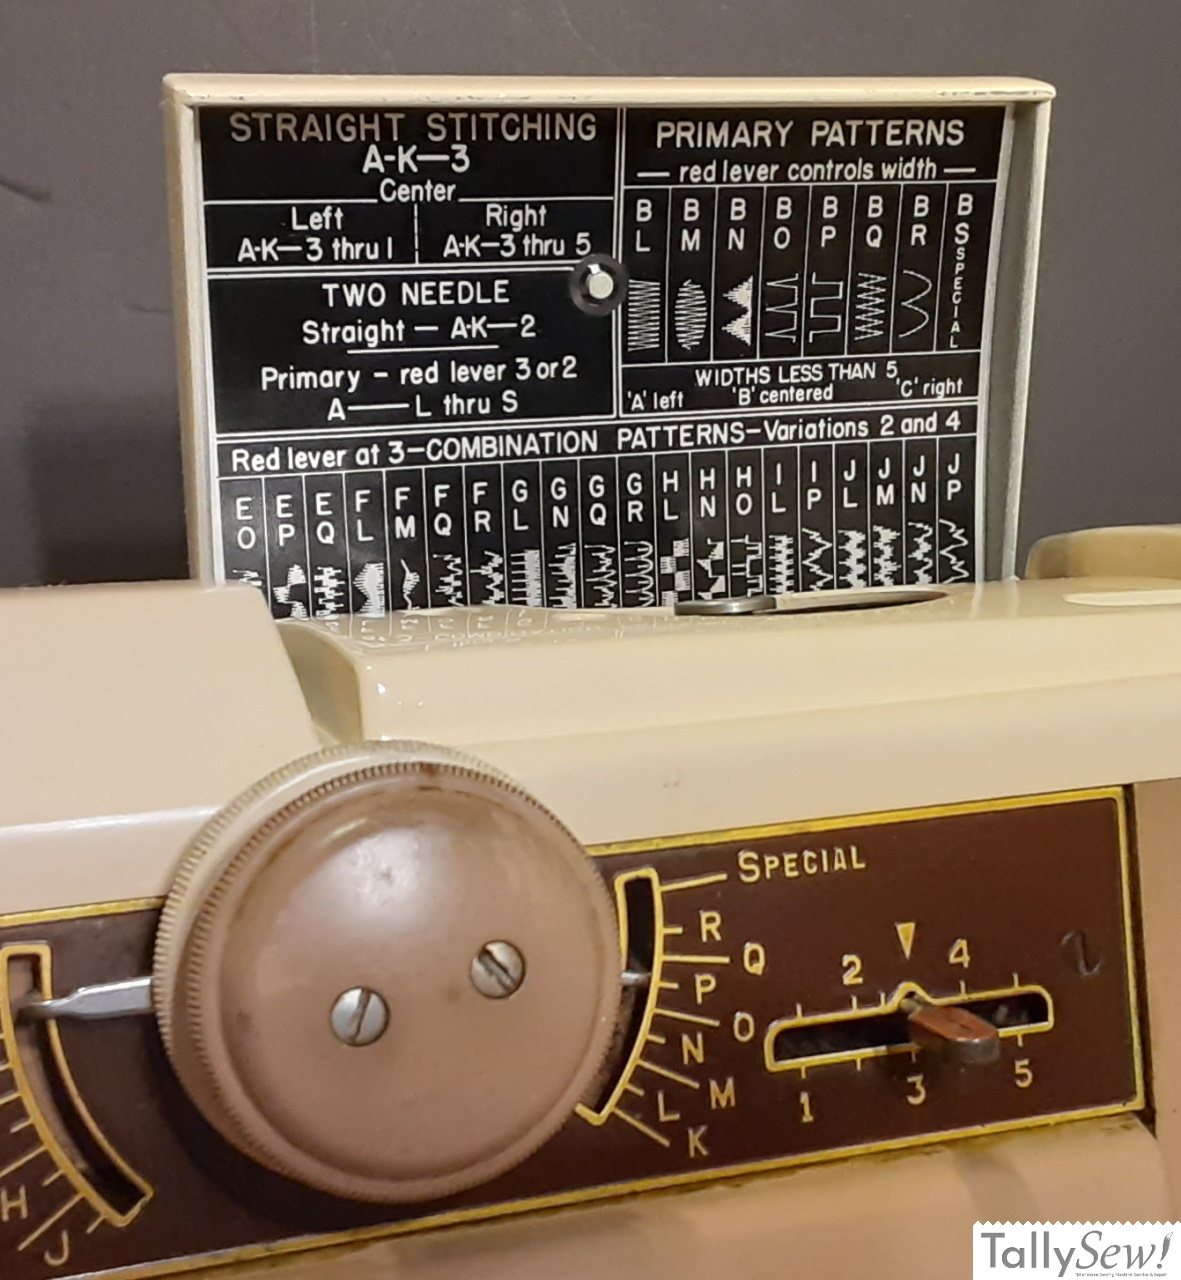 STRAIGHT STITCHING
A-K—3
Center
Left
A-K—3 thru 1
Right
A-K—3 thru 5
TWO NEEDLE
Straight — A-K—2
Primary — red lever 3 or 2
A — L thru S
PRIMARY PATTERNS
— red lever controls width —
B B B B B B B B
L M N O P Q R S
SPECIAL
WIDTHS LESS THAN 5
'A' left 'B' centered 'C' right
Red lever at 3—COMBINATION PATTERNS—Variations 2 and 4
E E E F F F F G G G G H H H I I J J J J
O P Q L M Q R L N Q R L N O L P L M N P
SPECIAL
R
Q
P
O
N
M
L
K
2 4
1 3 5
H
J
TallySew!